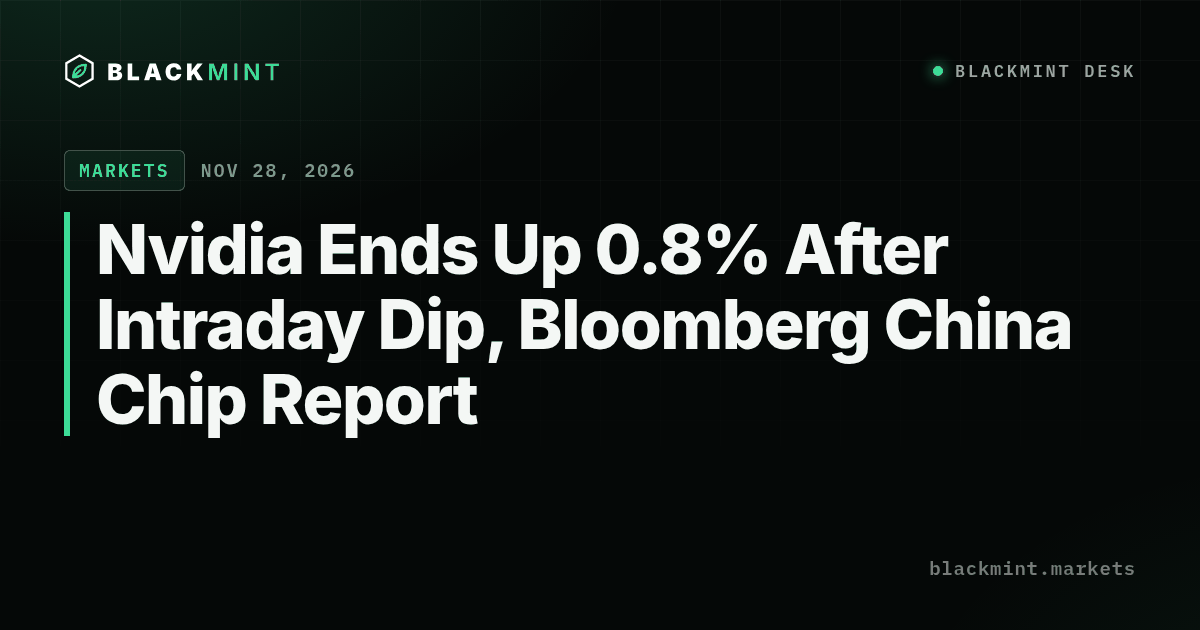 BLACKMINT
BLACKMINT DESK
MARKETS
NOV 28, 2026
Nvidia Ends Up 0.8% After
Intraday Dip, Bloomberg China
Chip Report
blackmint.markets